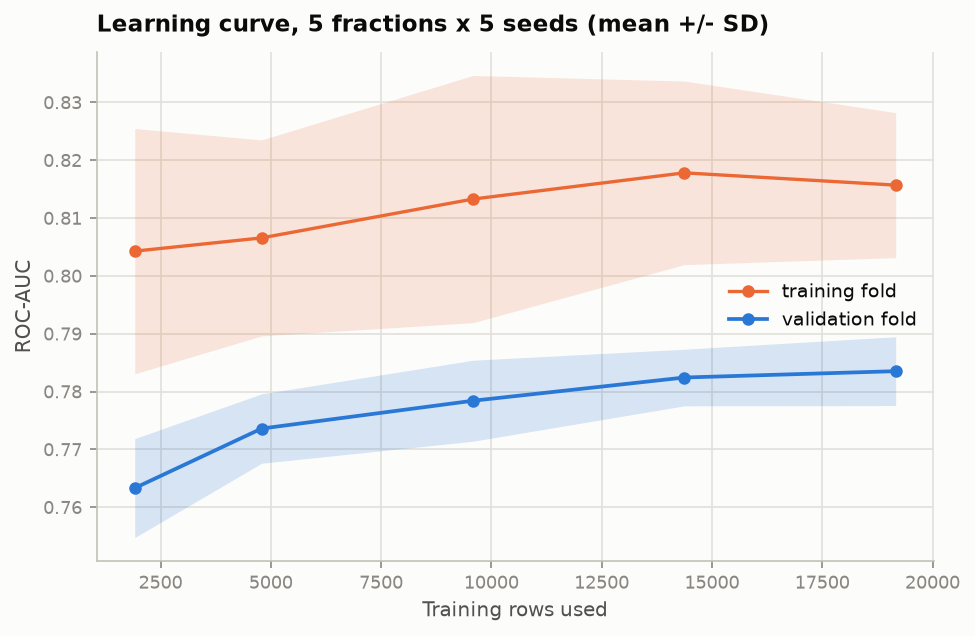 Learning curve, 5 fractions x 5 seeds (mean +/- SD)
0.83
0.82
0.81
0.80
0.79
0.78
0.77
0.76
ROC-AUC
training fold
validation fold
2500 5000 7500 10000 12500 15000 17500 20000
Training rows used